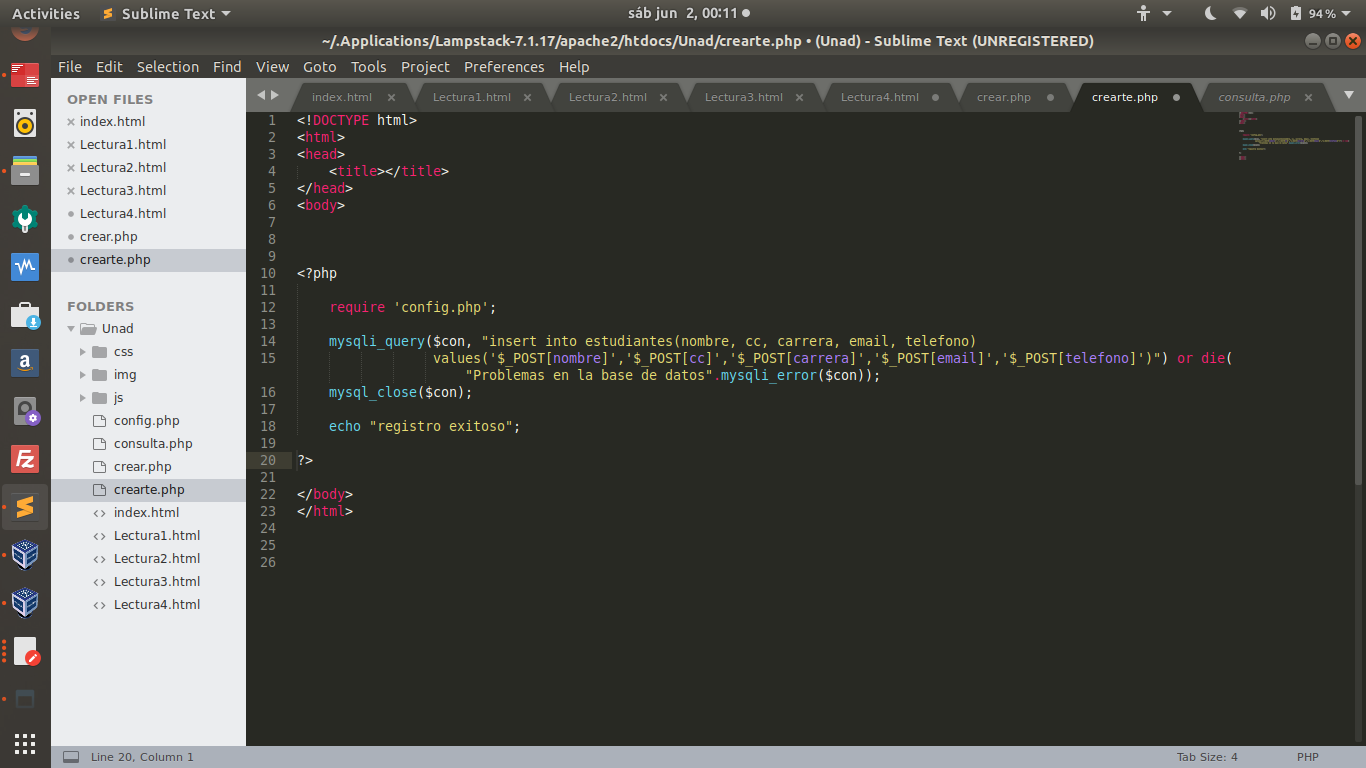 Activities Sublime Text sáb jun 2, 00:11 94%
~/.Applications/Lampstack-7.1.17/apache2/htdocs/Unad/crearte.php • (Unad) - Sublime Text (UNREGISTERED)
File Edit Selection Find View Goto Tools Project Preferences Help
OPEN FILES
index.html
Lectura1.html
Lectura2.html
Lectura3.html
Lectura4.html
crear.php
crearte.php
FOLDERS
Unad
css
img
js
config.php
consulta.php
crear.php
crearte.php
index.html
Lectura1.html
Lectura2.html
Lectura3.html
Lectura4.html
index.html Lectura1.html Lectura2.html Lectura3.html Lectura4.html crear.php crearte.php consulta.php
1 <!DOCTYPE html>
2 <html>
3 <head>
4 <title></title>
5 </head>
6 <body>
7
8
9
10 <?php
11
12 require 'config.php';
13
14 mysqli_query($con, "insert into estudiantes(nombre, cc, carrera, email, telefono)
15 values('$_POST[nombre]','$_POST[cc]','$_POST[carrera]','$_POST[email]','$_POST[telefono]')") or die(
"Problemas en la base de datos".mysqli_error($con));
16 mysql_close($con);
17
18 echo "registro exitoso";
19
20 ?>
21
22 </body>
23 </html>
24
25
26
Line 20, Column 1 Tab Size: 4 PHP